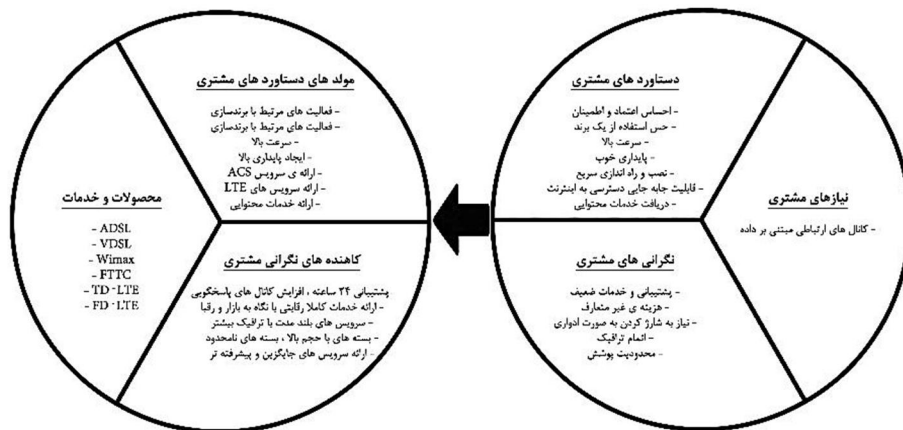 دستاورد های مشتری
- احساس اعتماد و اطمینان
- حس استفاده از یک برند
- سرعت بالا
- پایداری خوب
- نصب و راه اندازی سریع
- قابلیت جابه جایی دسترسی به اینترنت
- دریافت خدمات محتوایی
نیازهای مشتری
- کانال های ارتباطی مبتنی بر داده
نگرانی های مشتری
- پشتیبانی و خدمات ضعیف
- هزینه ی غیر متعارف
- نیاز به شارژ کردن به صورت ادواری
- اتمام ترافیک
- محدودیت پوشش
مولد های دستاورد های مشتری
- فعالیت های مرتبط با برندسازی
- فعالیت های مرتبط با برندسازی
- سرعت بالا
- ایجاد پایداری بالا
- ارائه ی سرویس ACS
- ارائه سرویس های LTE
- ارائه خدمات محتوایی
کاهنده های نگرانی مشتری
پشتیبانی ۲۴ ساعته ، افزایش کانال های پاسخگویی
- ارائه خدمات کاملا رقابتی با نگاه به بازار و رقبا
- سرویس های بلند مدت با ترافیک بیشتر
- بسته های با حجم بالا ، بسته های نامحدود
- ارائه سرویس های جایگزین و پیشرفته تر
محصولات و خدمات
- ADSL
- VDSL
- Wimax
- FTTC
- TD-LTE
- FD-LTE